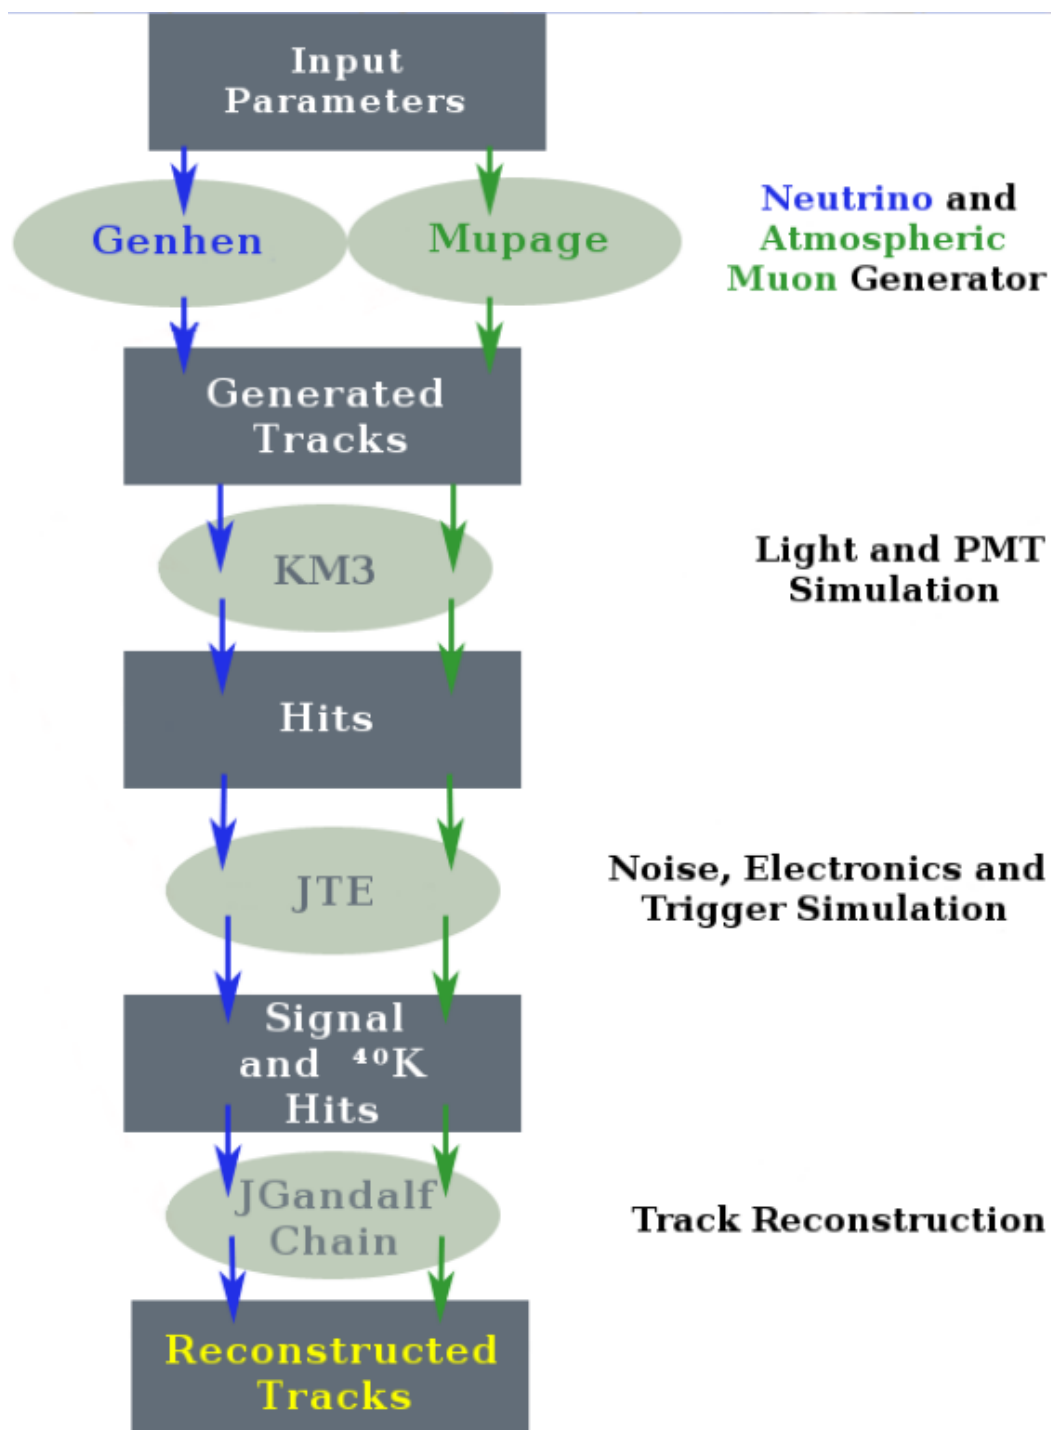 Input
Parameters
Genhen
Mupage
Neutrino and
Atmospheric
Muon Generator
Generated
Tracks
KM3
Light and PMT
Simulation
Hits
JTE
Noise, Electronics and
Trigger Simulation
Signal
and ⁴⁰K
Hits
JGandalf
Chain
Track Reconstruction
Reconstructed
Tracks